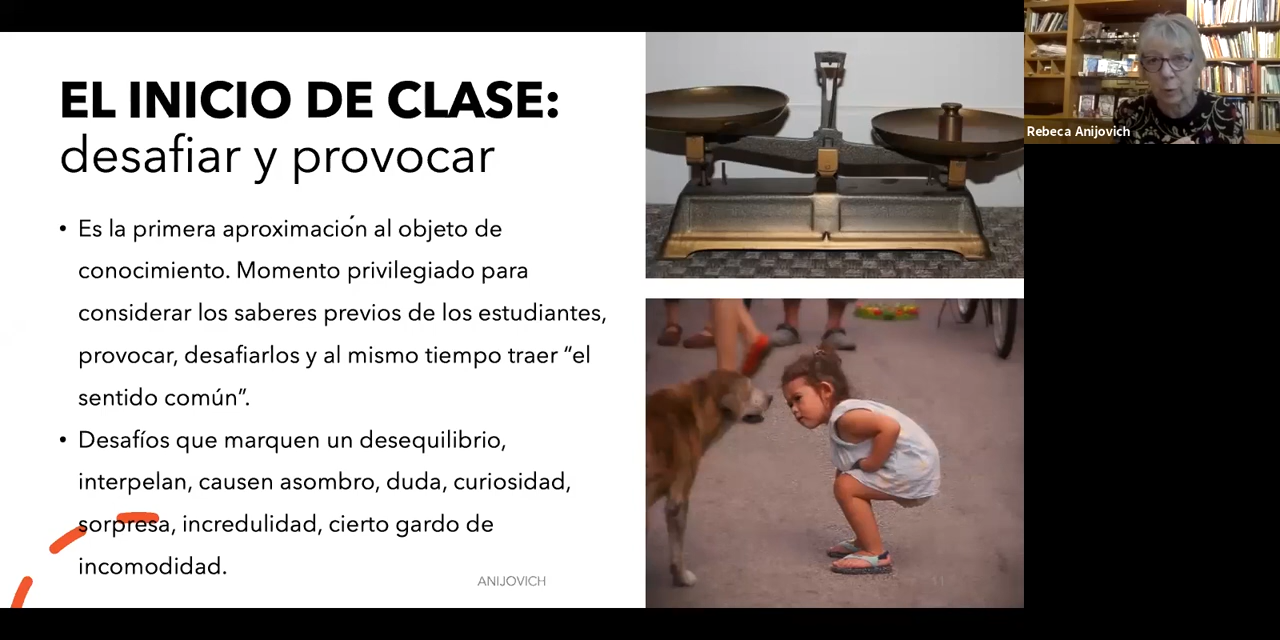 EL INICIO DE CLASE:
desafiar y provocar
• Es la primera aproximación al objeto de
conocimiento. Momento privilegiado para
considerar los saberes previos de los estudiantes,
provocar, desafiarlos y al mismo tiempo traer “el
sentido común”.
• Desafíos que marquen un desequilibrio,
interpelan, causen asombro, duda, curiosidad,
sorpresa, incredulidad, cierto gardo de
incomodidad.
ANIJOVICH
11
Rebeca Anijovich